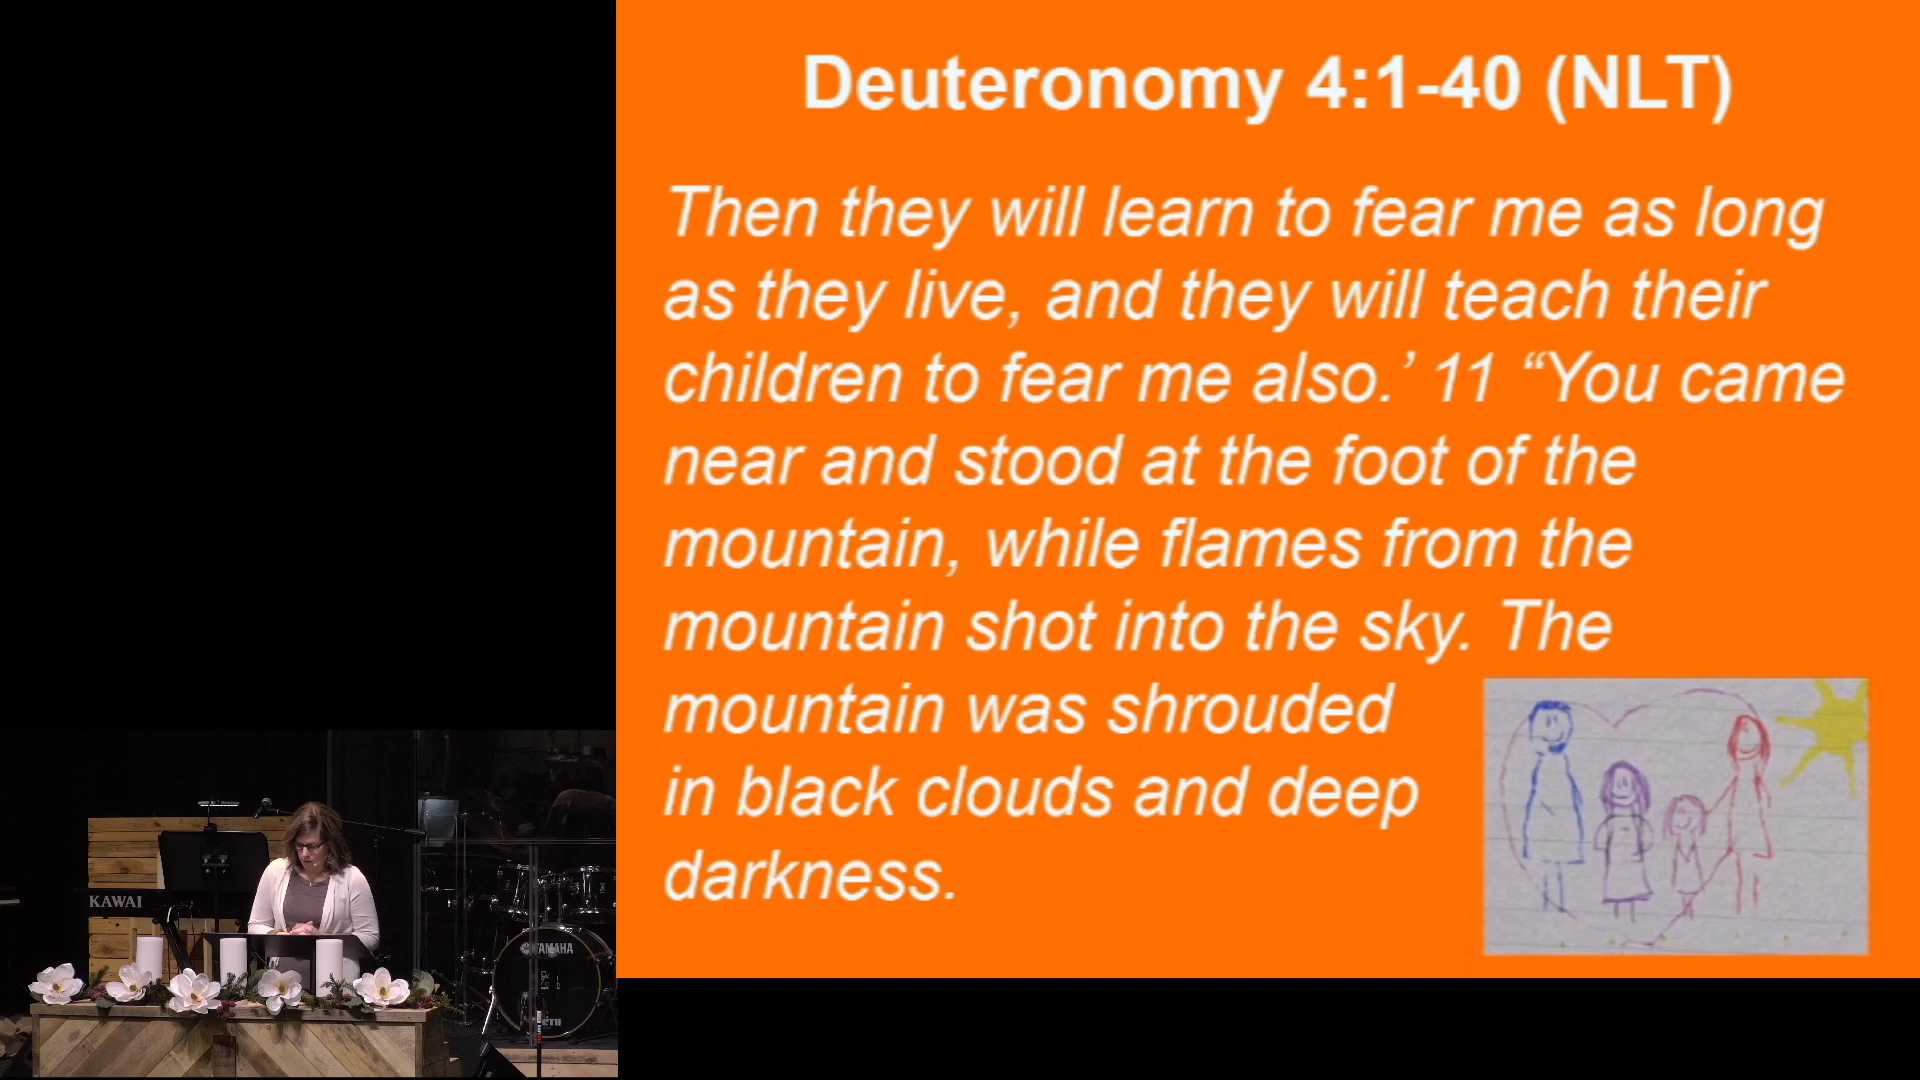 Deuteronomy 4:1-40 (NLT)
Then they will learn to fear me as long
as they live, and they will teach their
children to fear me also.’ 11 “You came
near and stood at the foot of the
mountain, while flames from the
mountain shot into the sky. The
mountain was shrouded
in black clouds and deep
darkness.
KAWAI
YAMAHA